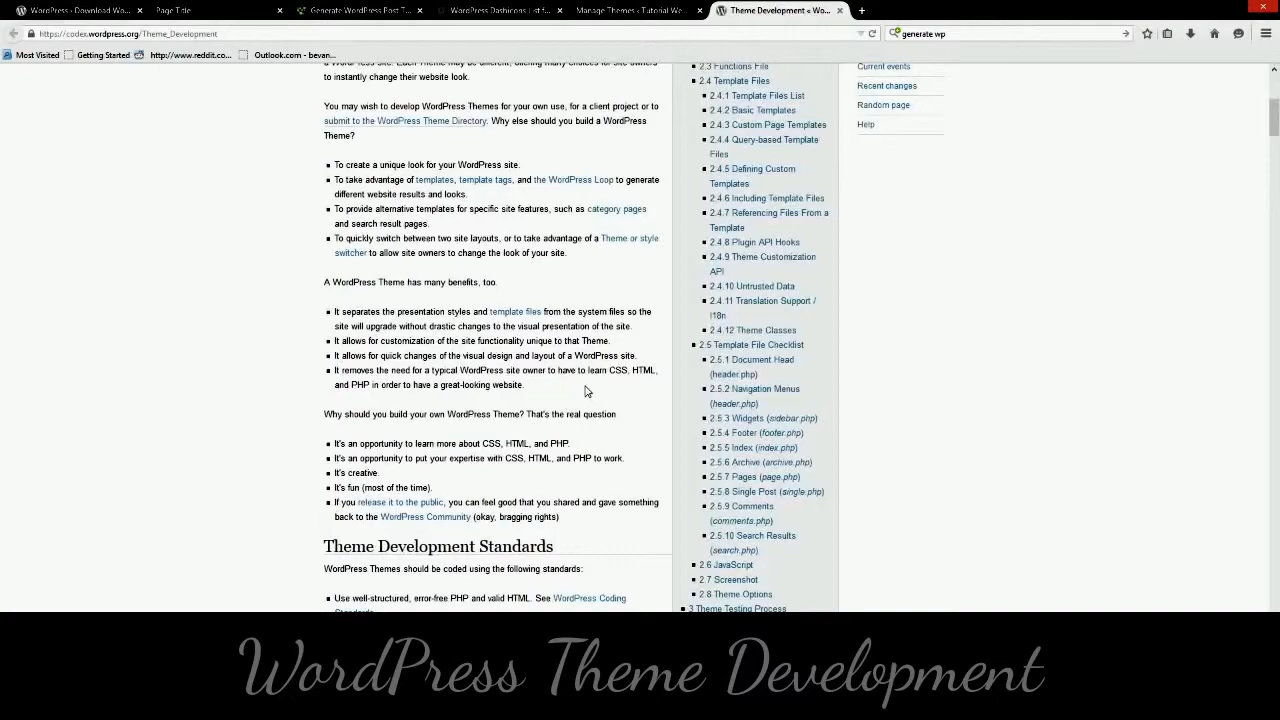 WordPress › Download Wo...
Page Title
Generate WordPress Post T...
WordPress Dashicons List f...
Manage Themes ‹ Tutorial We...
Theme Development « Wo...
https://codex.wordpress.org/Theme_Development
generate wp
Most Visited
Getting Started
http://www.reddit.co...
Outlook.com - bevan...
to instantly change their website look.
You may wish to develop WordPress Themes for your own use, for a client project or to
submit to the WordPress Theme Directory. Why else should you build a WordPress
Theme?
To create a unique look for your WordPress site.
To take advantage of templates, template tags, and the WordPress Loop to generate
different website results and looks.
To provide alternative templates for specific site features, such as category pages
and search result pages.
To quickly switch between two site layouts, or to take advantage of a Theme or style
switcher to allow site owners to change the look of your site.
A WordPress Theme has many benefits, too.
It separates the presentation styles and template files from the system files so the
site will upgrade without drastic changes to the visual presentation of the site.
It allows for customization of the site functionality unique to that Theme.
It allows for quick changes of the visual design and layout of a WordPress site.
It removes the need for a typical WordPress site owner to have to learn CSS, HTML,
and PHP in order to have a great-looking website.
Why should you build your own WordPress Theme? That's the real question
It's an opportunity to learn more about CSS, HTML, and PHP.
It's an opportunity to put your expertise with CSS, HTML, and PHP to work.
It's creative.
It's fun (most of the time).
If you release it to the public, you can feel good that you shared and gave something
back to the WordPress Community (okay, bragging rights)
Theme Development Standards
WordPress Themes should be coded using the following standards:
Use well-structured, error-free PHP and valid HTML. See WordPress Coding
2.3 Functions File
2.4 Template Files
2.4.1 Template Files List
2.4.2 Basic Templates
2.4.3 Custom Page Templates
2.4.4 Query-based Template
Files
2.4.5 Defining Custom
Templates
2.4.6 Including Template Files
2.4.7 Referencing Files From a
Template
2.4.8 Plugin API Hooks
2.4.9 Theme Customization
API
2.4.10 Untrusted Data
2.4.11 Translation Support /
I18n
2.4.12 Theme Classes
2.5 Template File Checklist
2.5.1 Document Head
(header.php)
2.5.2 Navigation Menus
(header.php)
2.5.3 Widgets (sidebar.php)
2.5.4 Footer (footer.php)
2.5.5 Index (index.php)
2.5.6 Archive (archive.php)
2.5.7 Pages (page.php)
2.5.8 Single Post (single.php)
2.5.9 Comments
(comments.php)
2.5.10 Search Results
(search.php)
2.6 JavaScript
2.7 Screenshot
2.8 Theme Options
3 Theme Testing Process
Current events
Recent changes
Random page
Help
WordPress Theme Development